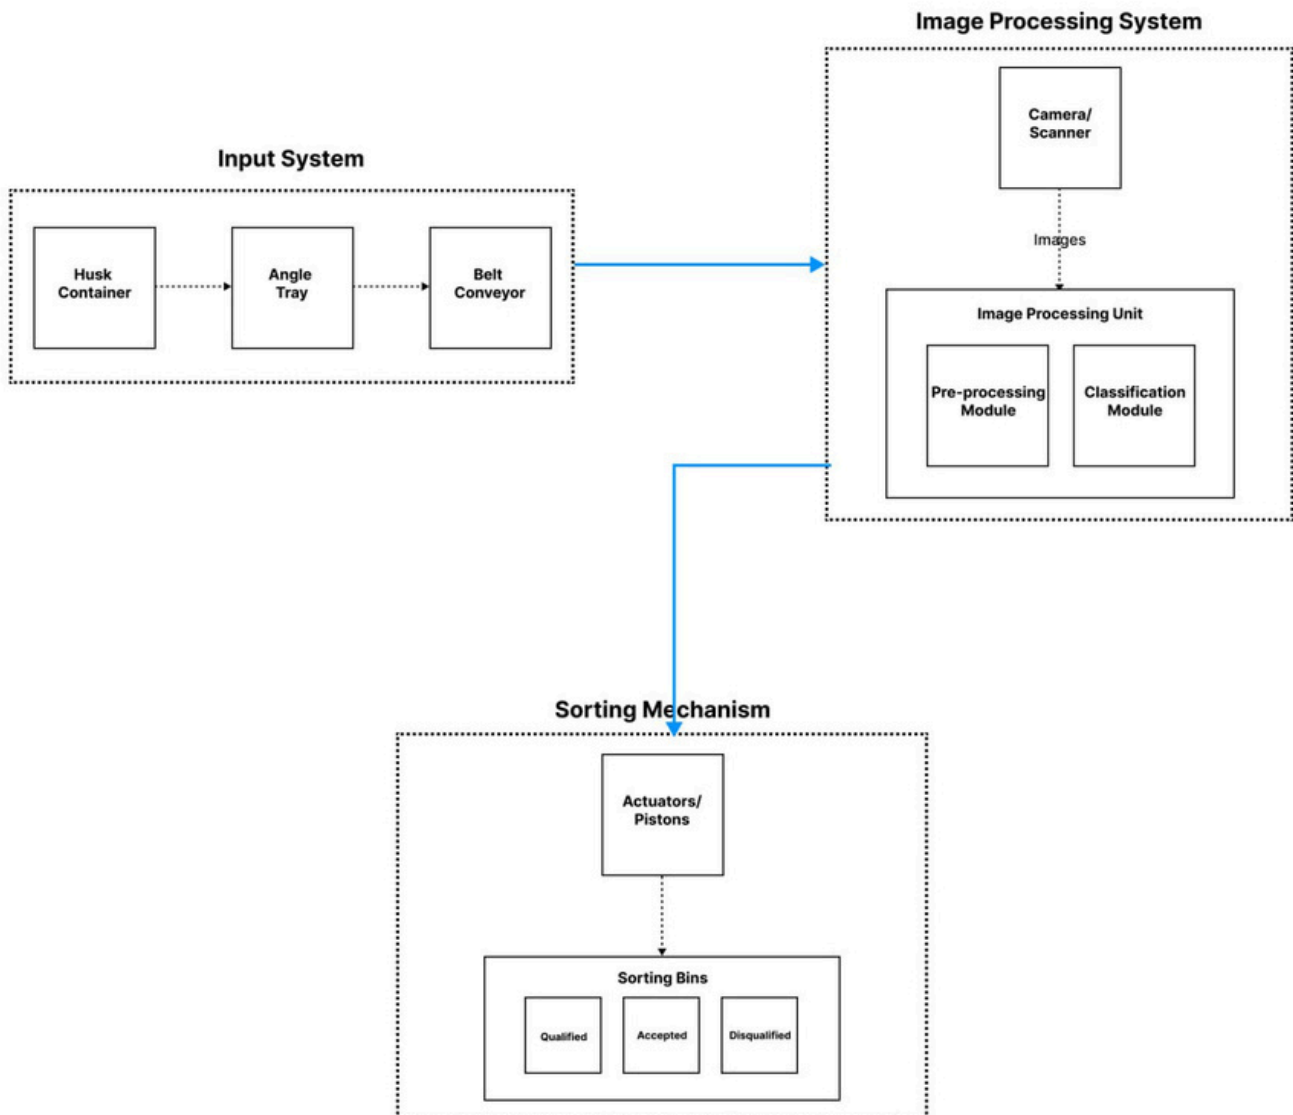 Image Processing System
Camera/
Scanner
Images
Image Processing Unit
Pre-processing
Module
Classification
Module
Input System
Husk
Container
Angle
Tray
Belt
Conveyor
Sorting Mechanism
Actuators/
Pistons
Sorting Bins
Qualified
Accepted
Disqualified